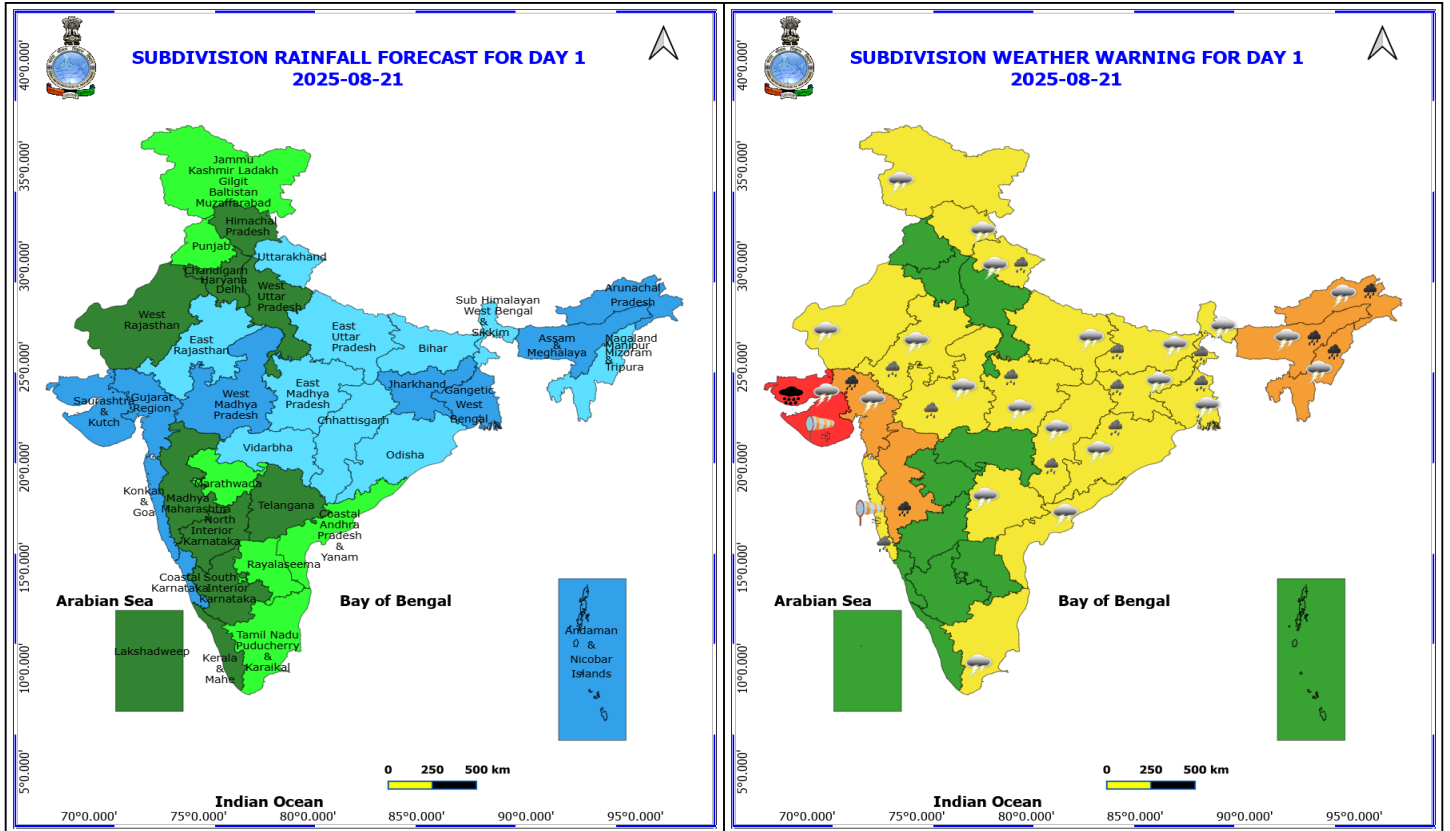 SUBDIVISION RAINFALL FORECAST FOR DAY 1
2025-08-21
40°0.000'
35°0.000'
30°0.000'
25°0.000'
20°0.000'
15°0.000'
10°0.000'
5°0.000'
Jammu
Kashmir Ladakh
Gilgit
Baltistan
Muzaffarabad
Himachal
Pradesh
Punjab
Uttarakhand
Chandigarh
Haryana
Delhi
West
Uttar
Pradesh
West
Rajasthan
East
Rajasthan
East
Uttar
Pradesh
Bihar
Sub Himalayan
West Bengal
&
Sikkim
Arunachal
Pradesh
Assam
&
Meghalaya
Nagaland
Manipur
Mizoram
&
Tripura
Saurashtra
&
Kutch
Gujarat
Region
West
Madhya
Pradesh
East
Madhya
Pradesh
Jharkhand
Gangetic
West
Bengal
Chhattisgarh
Vidarbha
Odisha
Konkan
&
Goa
Madhya
Maharashtra
Marathwada
Telangana
North
Interior
Karnataka
Coastal
Andhra
Pradesh
&
Yanam
Rayalaseema
Coastal
Karnataka
South
Interior
Karnataka
Arabian Sea
Bay of Bengal
Lakshadweep
Kerala
&
Mahe
Tamil Nadu
Puducherry
&
Karaikal
Andaman
&
Nicobar
Islands
0 250 500 km
Indian Ocean
70°0.000' 75°0.000' 80°0.000' 85°0.000' 90°0.000' 95°0.000'
SUBDIVISION WEATHER WARNING FOR DAY 1
2025-08-21
40°0.000'
35°0.000'
30°0.000'
25°0.000'
20°0.000'
15°0.000'
10°0.000'
5°0.000'
Arabian Sea
Bay of Bengal
0 250 500 km
Indian Ocean
70°0.000' 75°0.000' 80°0.000' 85°0.000' 90°0.000' 95°0.000'